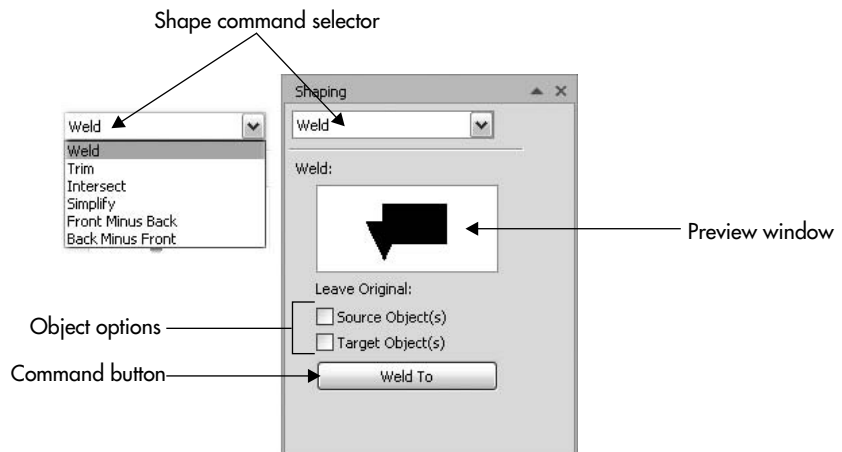 Shape command selector
Shaping
Weld
Weld
Weld
Trim
Intersect
Simplify
Front Minus Back
Back Minus Front
Weld:
Preview window
Leave Original:
Object options
Source Object(s)
Target Object(s)
Command button
Weld To